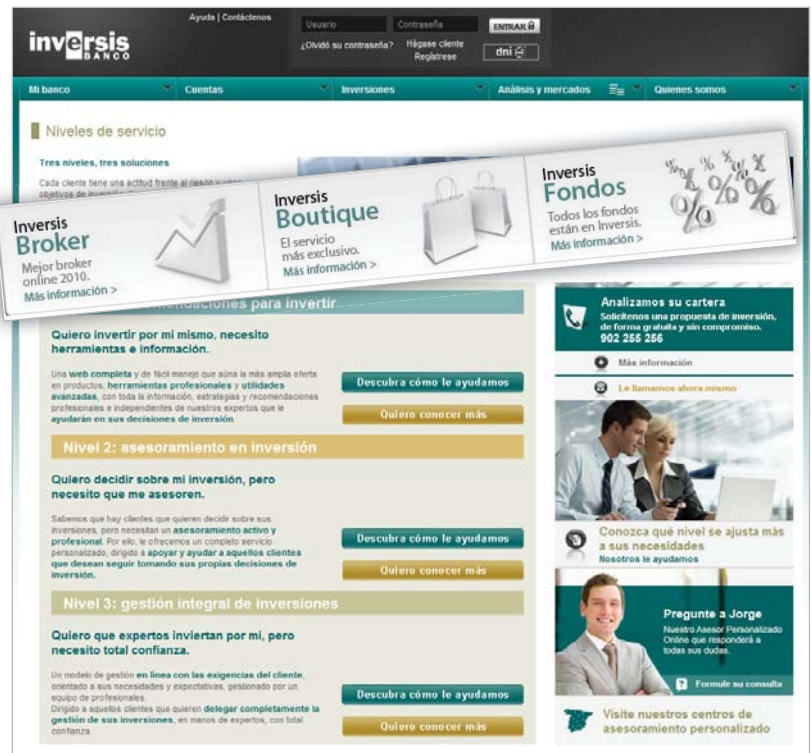 Ayuda | Contáctenos
Usuario
Contraseña
ENTRAR
inversis
BANCO
¿Olvidó su contraseña?
Hágase cliente
Regístrese
dni e
Mi banco
Cuentas
Inversiones
Análisis y mercados
Quienes somos
Niveles de servicio
Tres niveles, tres soluciones
Cada cliente tiene una actitud frente al riesgo y unos
Inversis
Broker
Mejor broker
online 2010.
Más información >
Inversis
Boutique
El servicio
más exclusivo.
Más información >
Inversis
Fondos
Todos los fondos
están en Inversis.
Más información >
para invertir
Quiero invertir por mi mismo, necesito
herramientas e información.
Una web completa y de fácil manejo que aúna la más amplia oferta
en productos, herramientas profesionales y utilidades
avanzadas, con toda la información, estrategias y recomendaciones
profesionales e independientes de nuestros expertos que le
ayudarán en sus decisiones de inversión.
Descubra cómo le ayudamos
Quiero conocer más
Nivel 2: asesoramiento en inversión
Quiero decidir sobre mi inversión, pero
necesito que me asesoren.
Sabemos que hay clientes que quieren decidir sobre sus
inversiones, pero necesitan un asesoramiento activo y
profesional. Por ello, le ofrecemos un completo servicio
personalizado, dirigido a apoyar y ayudar a aquellos clientes
que desean seguir tomando sus propias decisiones de
inversión.
Descubra cómo le ayudamos
Quiero conocer más
Nivel 3: gestión integral de inversiones
Quiero que expertos inviertan por mi, pero
necesito total confianza.
Un modelo de gestión en línea con las exigencias del cliente,
orientado a sus necesidades y expectativas, gestionado por un
equipo de profesionales.
Dirigido a aquellos clientes que quieren delegar completamente la
gestión de sus inversiones, en manos de expertos, con total
confianza.
Descubra cómo le ayudamos
Quiero conocer más
Analizamos su cartera
Solicítenos una propuesta de inversión,
de forma gratuita y sin compromiso.
902 255 256
Más información
Le llamamos ahora mismo
Conozca qué nivel se ajusta más
a sus necesidades
Nosotros le ayudamos
Pregunte a Jorge
Nuestro Asesor Personalizado
Online que responderá a
todas sus dudas.
Formule su consulta
Visite nuestros centros de
asesoramiento personalizado